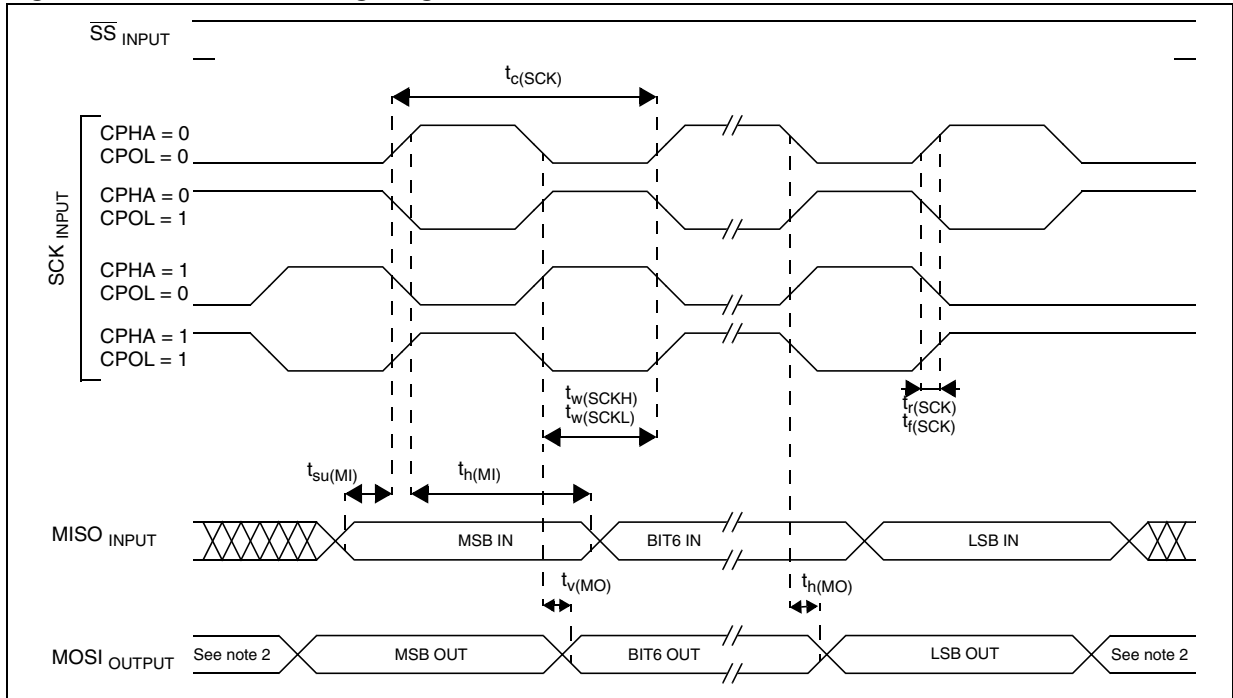 SS INPUT
tc(SCK)
SCK INPUT
CPHA = 0
CPOL = 0
CPHA = 0
CPOL = 1
CPHA = 1
CPOL = 0
CPHA = 1
CPOL = 1
tw(SCKH)
tw(SCKL)
tr(SCK)
tf(SCK)
tsu(MI)
th(MI)
MISO INPUT
MSB IN
BIT6 IN
LSB IN
tv(MO)
th(MO)
MOSI OUTPUT
See note 2
MSB OUT
BIT6 OUT
LSB OUT
See note 2